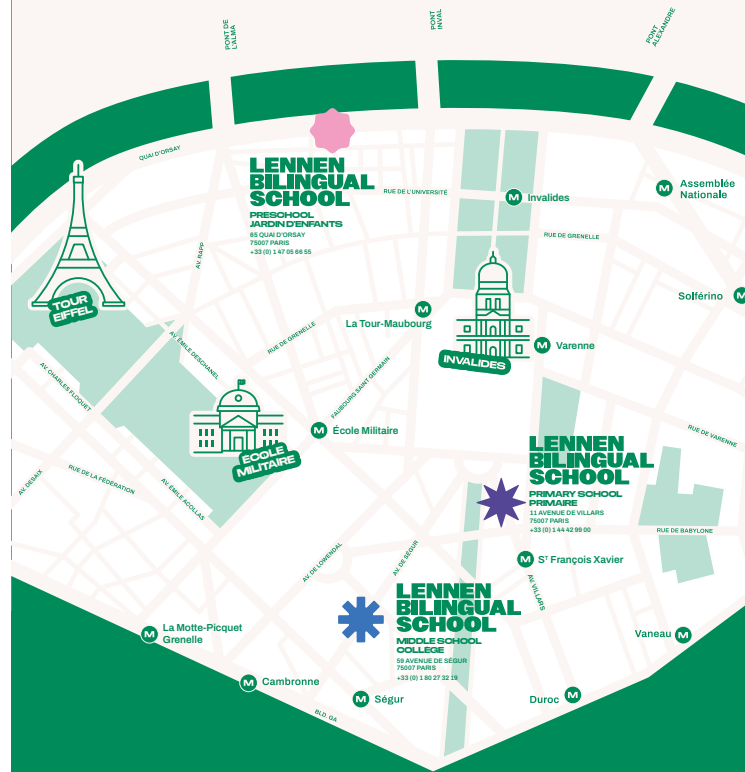 PONT DE
L'ALMA
PONT
INVAL
PONT
ALEXANDRE
QUAI D'ORSAY
LENNEN
BILINGUAL
SCHOOL
PRESCHOOL
JARDIN D'ENFANTS
65 QUAI D'ORSAY
75007 PARIS
+33 (0) 1 47 05 66 55
RUE DE L'UNIVERSITÉ
Invalides
Assemblée
Nationale
RUE DE GRENELLE
AV. RAPP
TOUR
EIFFEL
Solférino
La Tour-Maubourg
RUE DE GRENELLE
INVALIDES
Varenne
AV. ÉMILE DESCHANEL
AV. CHARLES FLOQUET
FAUBOURG SAINT GERMAIN
École Militaire
ÉCOLE
MILITAIRE
RUE DE VARENNE
LENNEN
BILINGUAL
SCHOOL
PRIMARY SCHOOL
PRIMAIRE
11 AVENUE DE VILLARS
75007 PARIS
+33 (0) 1 44 42 99 00
AV. DESAIX
RUE DE LA FÉDÉRATION
AV. ÉMILE ACOLLAS
RUE DE BABYLONE
AV. DE LOWENDAL
AV. DE SÉGUR
Sᵀ François Xavier
AV. VILLARS
LENNEN
BILINGUAL
SCHOOL
MIDDLE SCHOOL
COLLÈGE
59 AVENUE DE SÉGUR
75007 PARIS
+33 (0) 1 80 27 32 19
La Motte-Picquet
Grenelle
Vaneau
Cambronne
Ségur
Duroc
BLD. GA